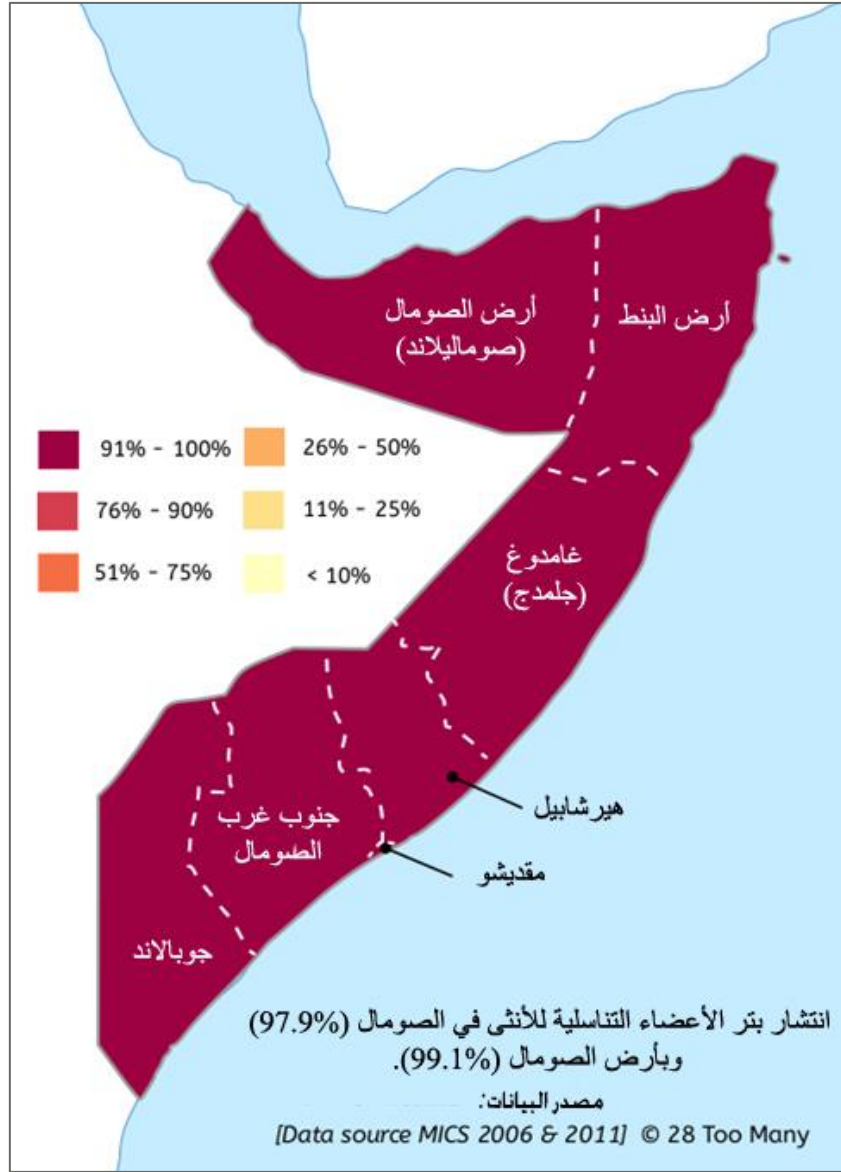 أرض الصومال
(صوماليلاند)
أرض البنط
91% - 100%
26% - 50%
76% - 90%
11% - 25%
51% - 75%
< 10%
غامدوغ
(جلمدج)
هيرشابيل
جنوب غرب
الصومال
مقديشو
جوبالاند
انتشار بتر الأعضاء التناسلية للأنثى في الصومال (97.9%)
وبأرض الصومال (99.1%).
مصدر البيانات:
[Data source MICS 2006 & 2011] © 28 Too Many